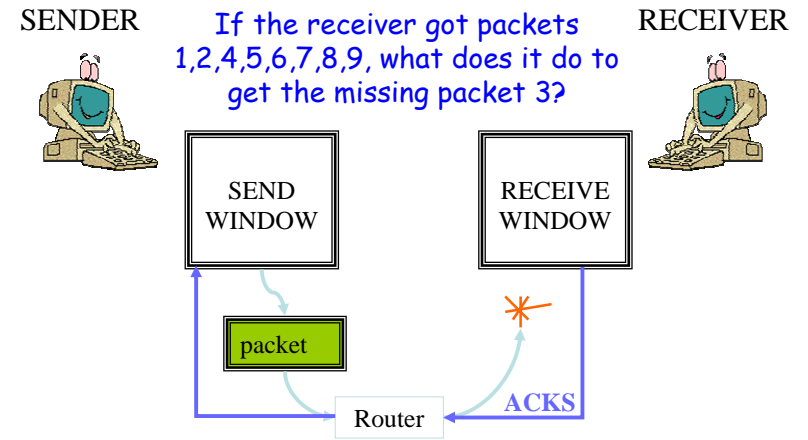 SENDER
If the receiver got packets
1,2,4,5,6,7,8,9, what does it do to
get the missing packet 3?
RECEIVER
SEND
WINDOW
RECEIVE
WINDOW
packet
Router
ACKS